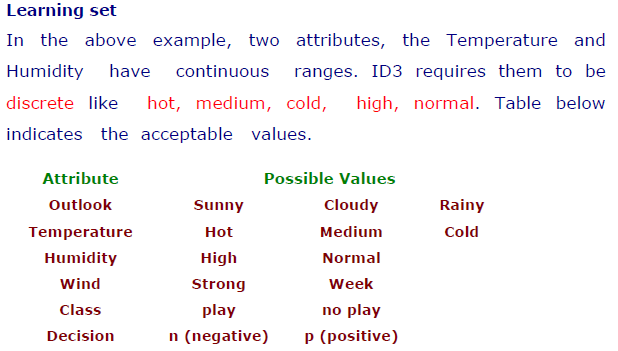 Learning set
In the above example, two attributes, the Temperature and
Humidity have continuous ranges. ID3 requires them to be
discrete like hot, medium, cold, high, normal. Table below
indicates the acceptable values.
Attribute Possible Values
Outlook Sunny Cloudy Rainy
Temperature Hot Medium Cold
Humidity High Normal
Wind Strong Week
Class play no play
Decision n (negative) p (positive)